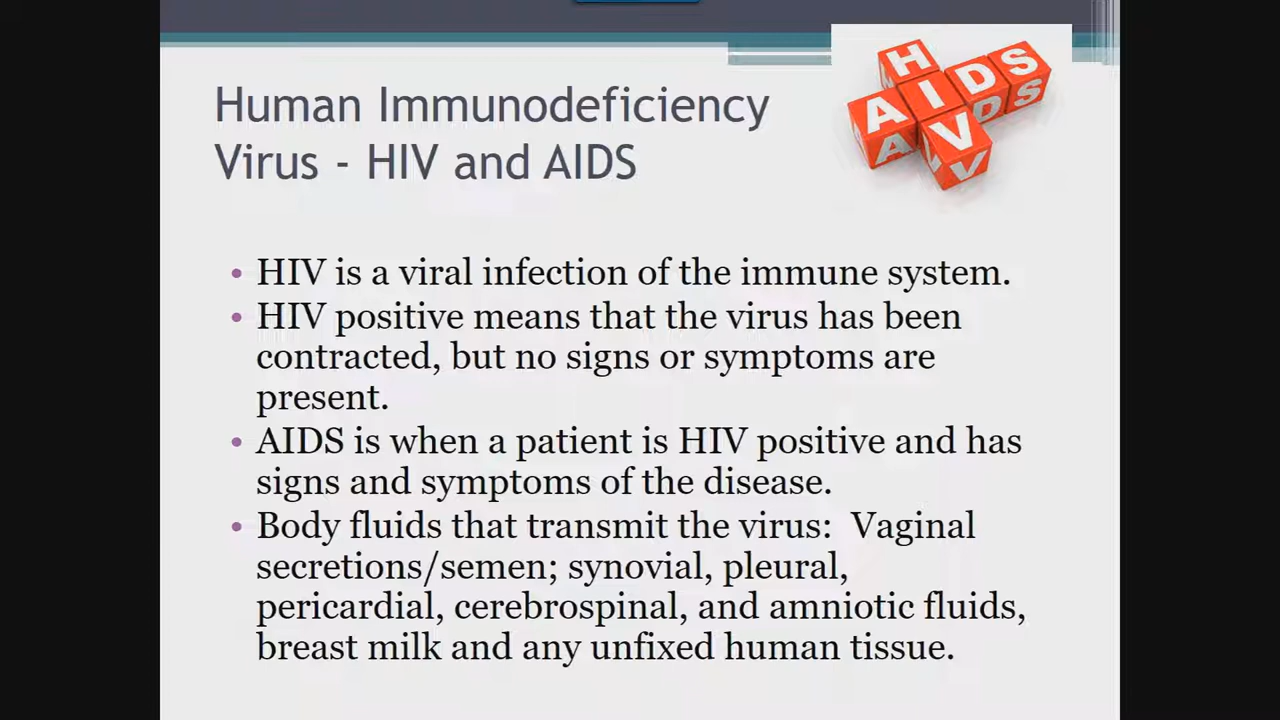 Human Immunodeficiency
Virus - HIV and AIDS
H
AIDS
V
• HIV is a viral infection of the immune system.
• HIV positive means that the virus has been
contracted, but no signs or symptoms are
present.
• AIDS is when a patient is HIV positive and has
signs and symptoms of the disease.
• Body fluids that transmit the virus:  Vaginal
secretions/semen; synovial, pleural,
pericardial, cerebrospinal, and amniotic fluids,
breast milk and any unfixed human tissue.